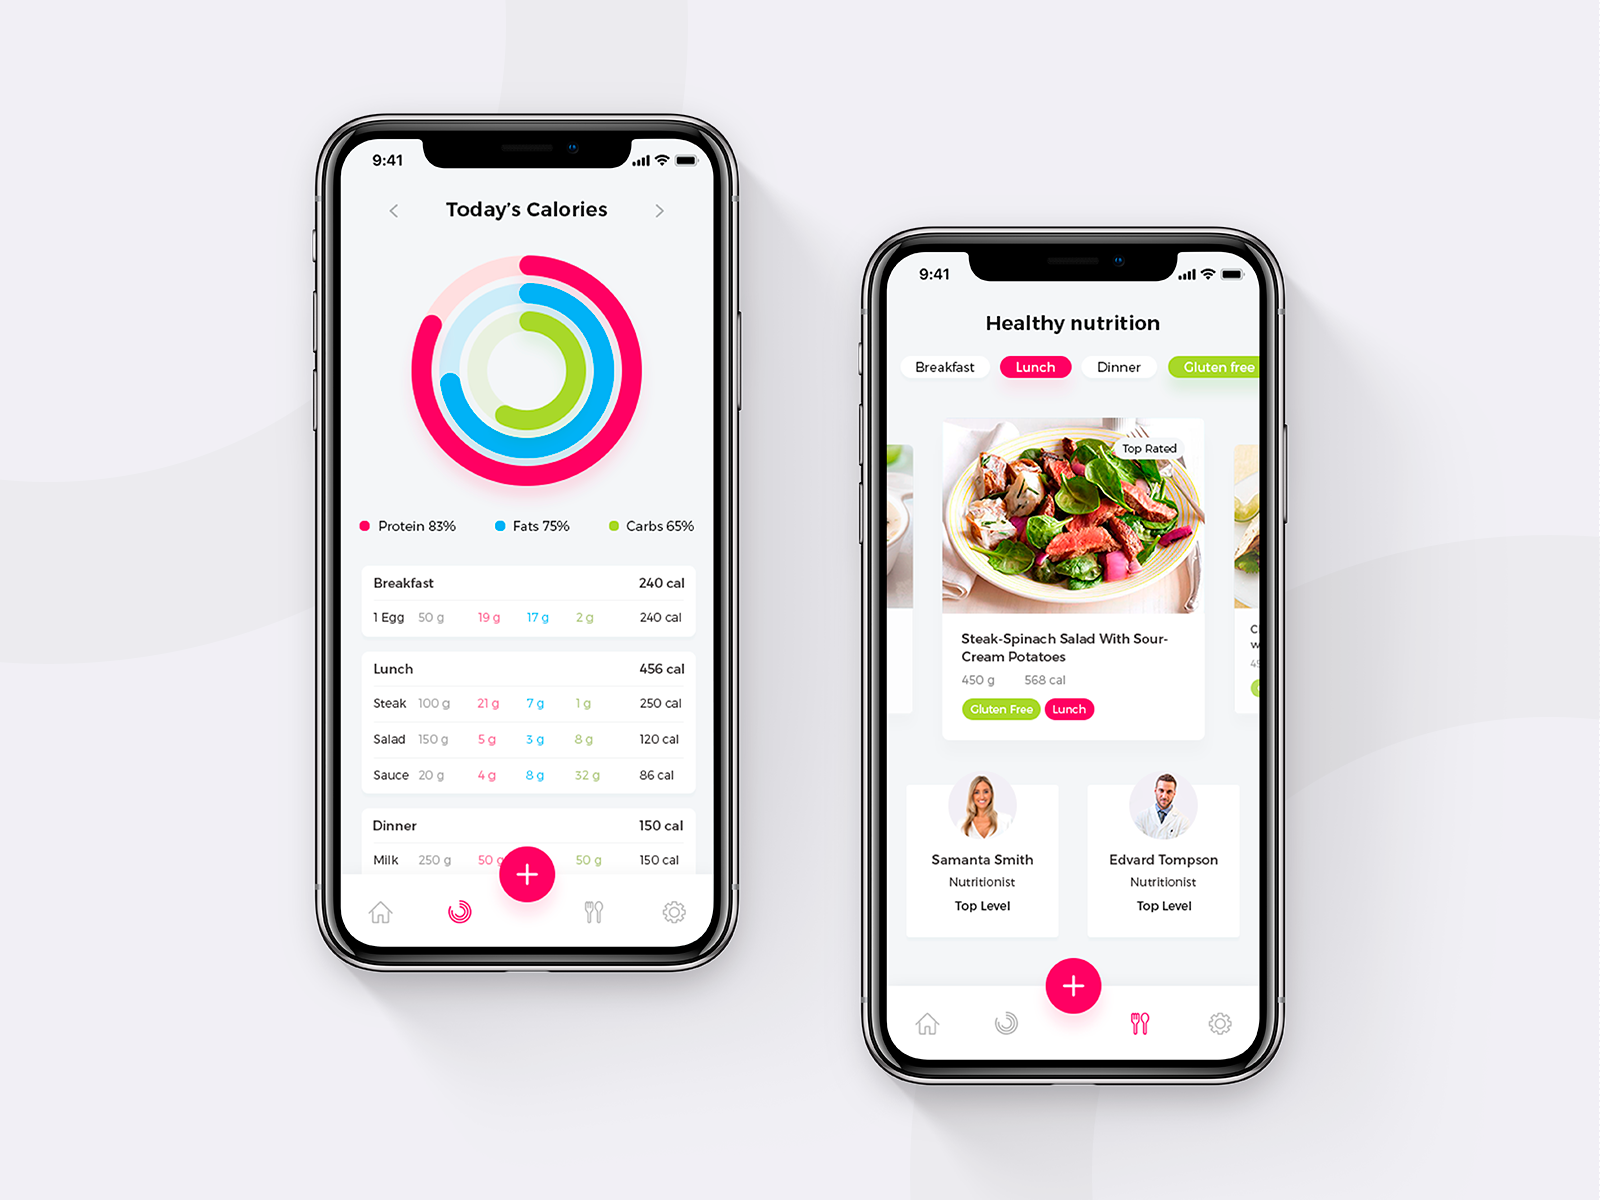 9:41
Today's Calories
Protein 83% Fats 75% Carbs 65%
Breakfast 240 cal
1 Egg 50 g 19 g 17 g 2 g 240 cal
Lunch 456 cal
Steak 100 g 21 g 7 g 1 g 250 cal
Salad 150 g 5 g 3 g 8 g 120 cal
Sauce 20 g 4 g 8 g 32 g 86 cal
Dinner 150 cal
Milk 250 g 50 g 50 g 150 cal
9:41
Healthy nutrition
Breakfast Lunch Dinner Gluten free
Top Rated
Steak-Spinach Salad With Sour-
Cream Potatoes
450 g 568 cal
Gluten Free Lunch
Samanta Smith
Nutritionist
Top Level
Edvard Tompson
Nutritionist
Top Level